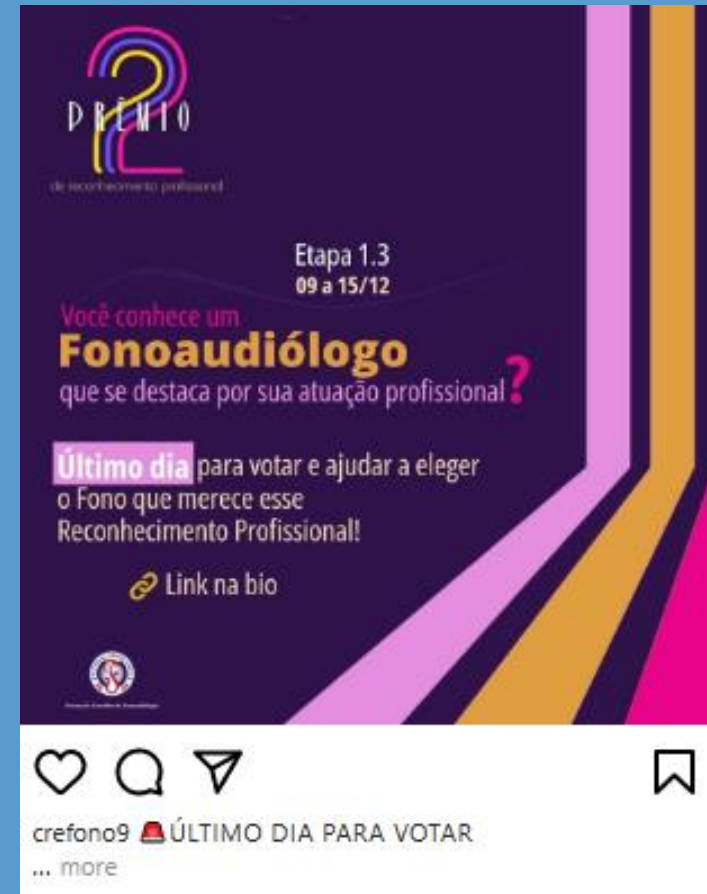 PRÊMIO
2
de reconhecimento profissional
Etapa 1.3
09 a 15/12
Você conhece um
Fonoaudiólogo
que se destaca por sua atuação profissional?
Último dia para votar e ajudar a eleger
o Fono que merece esse
Reconhecimento Profissional!
Link na bio
crefono9 🚨ÚLTIMO DIA PARA VOTAR
... more